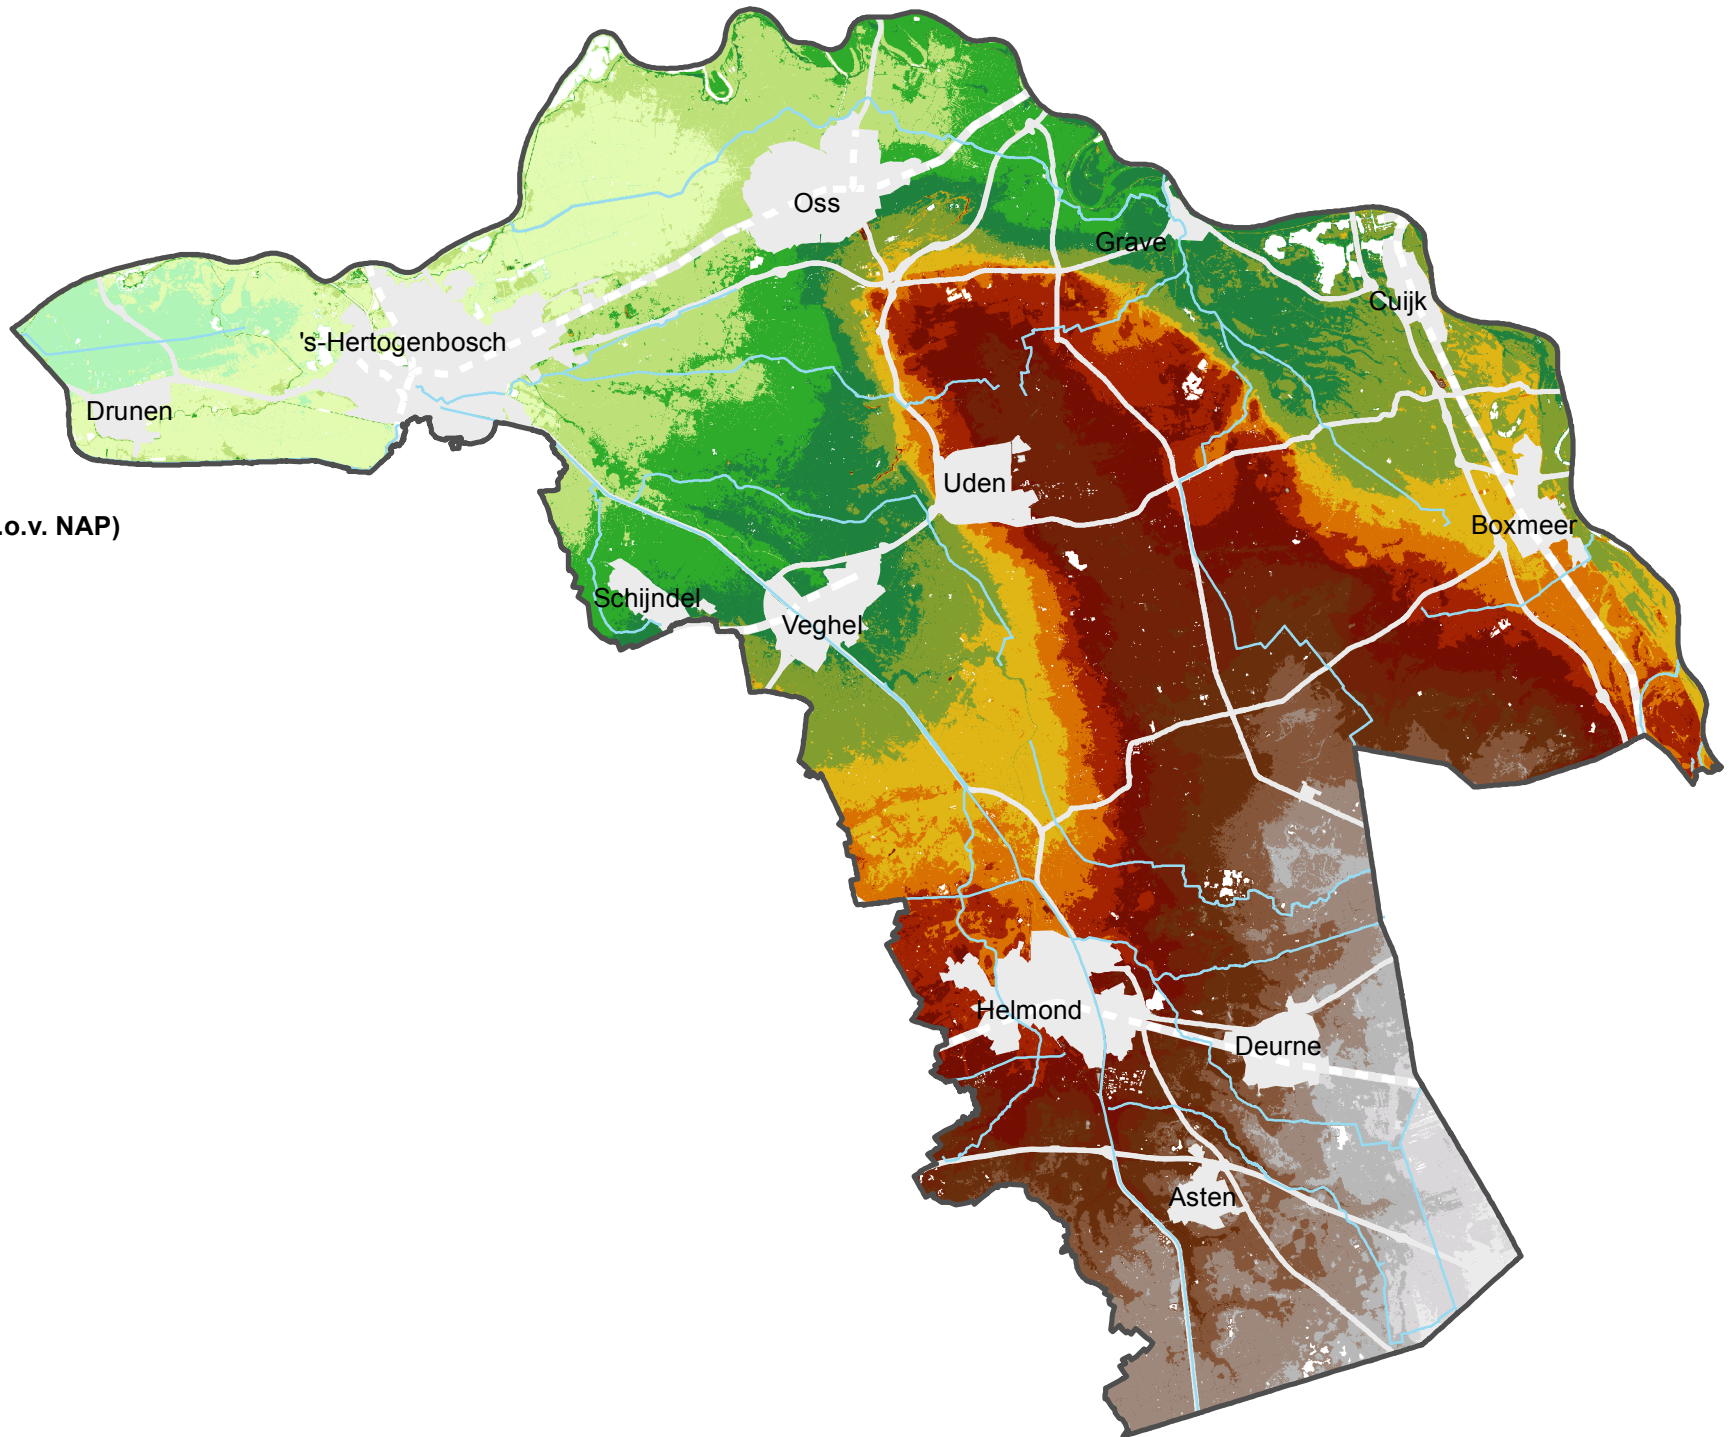 Oss
Grave
Cuijk
's-Hertogenbosch
Drunen
Uden
.o.v. NAP)
Boxmeer
Schijndel
Veghel
Helmond
Deurne
Asten